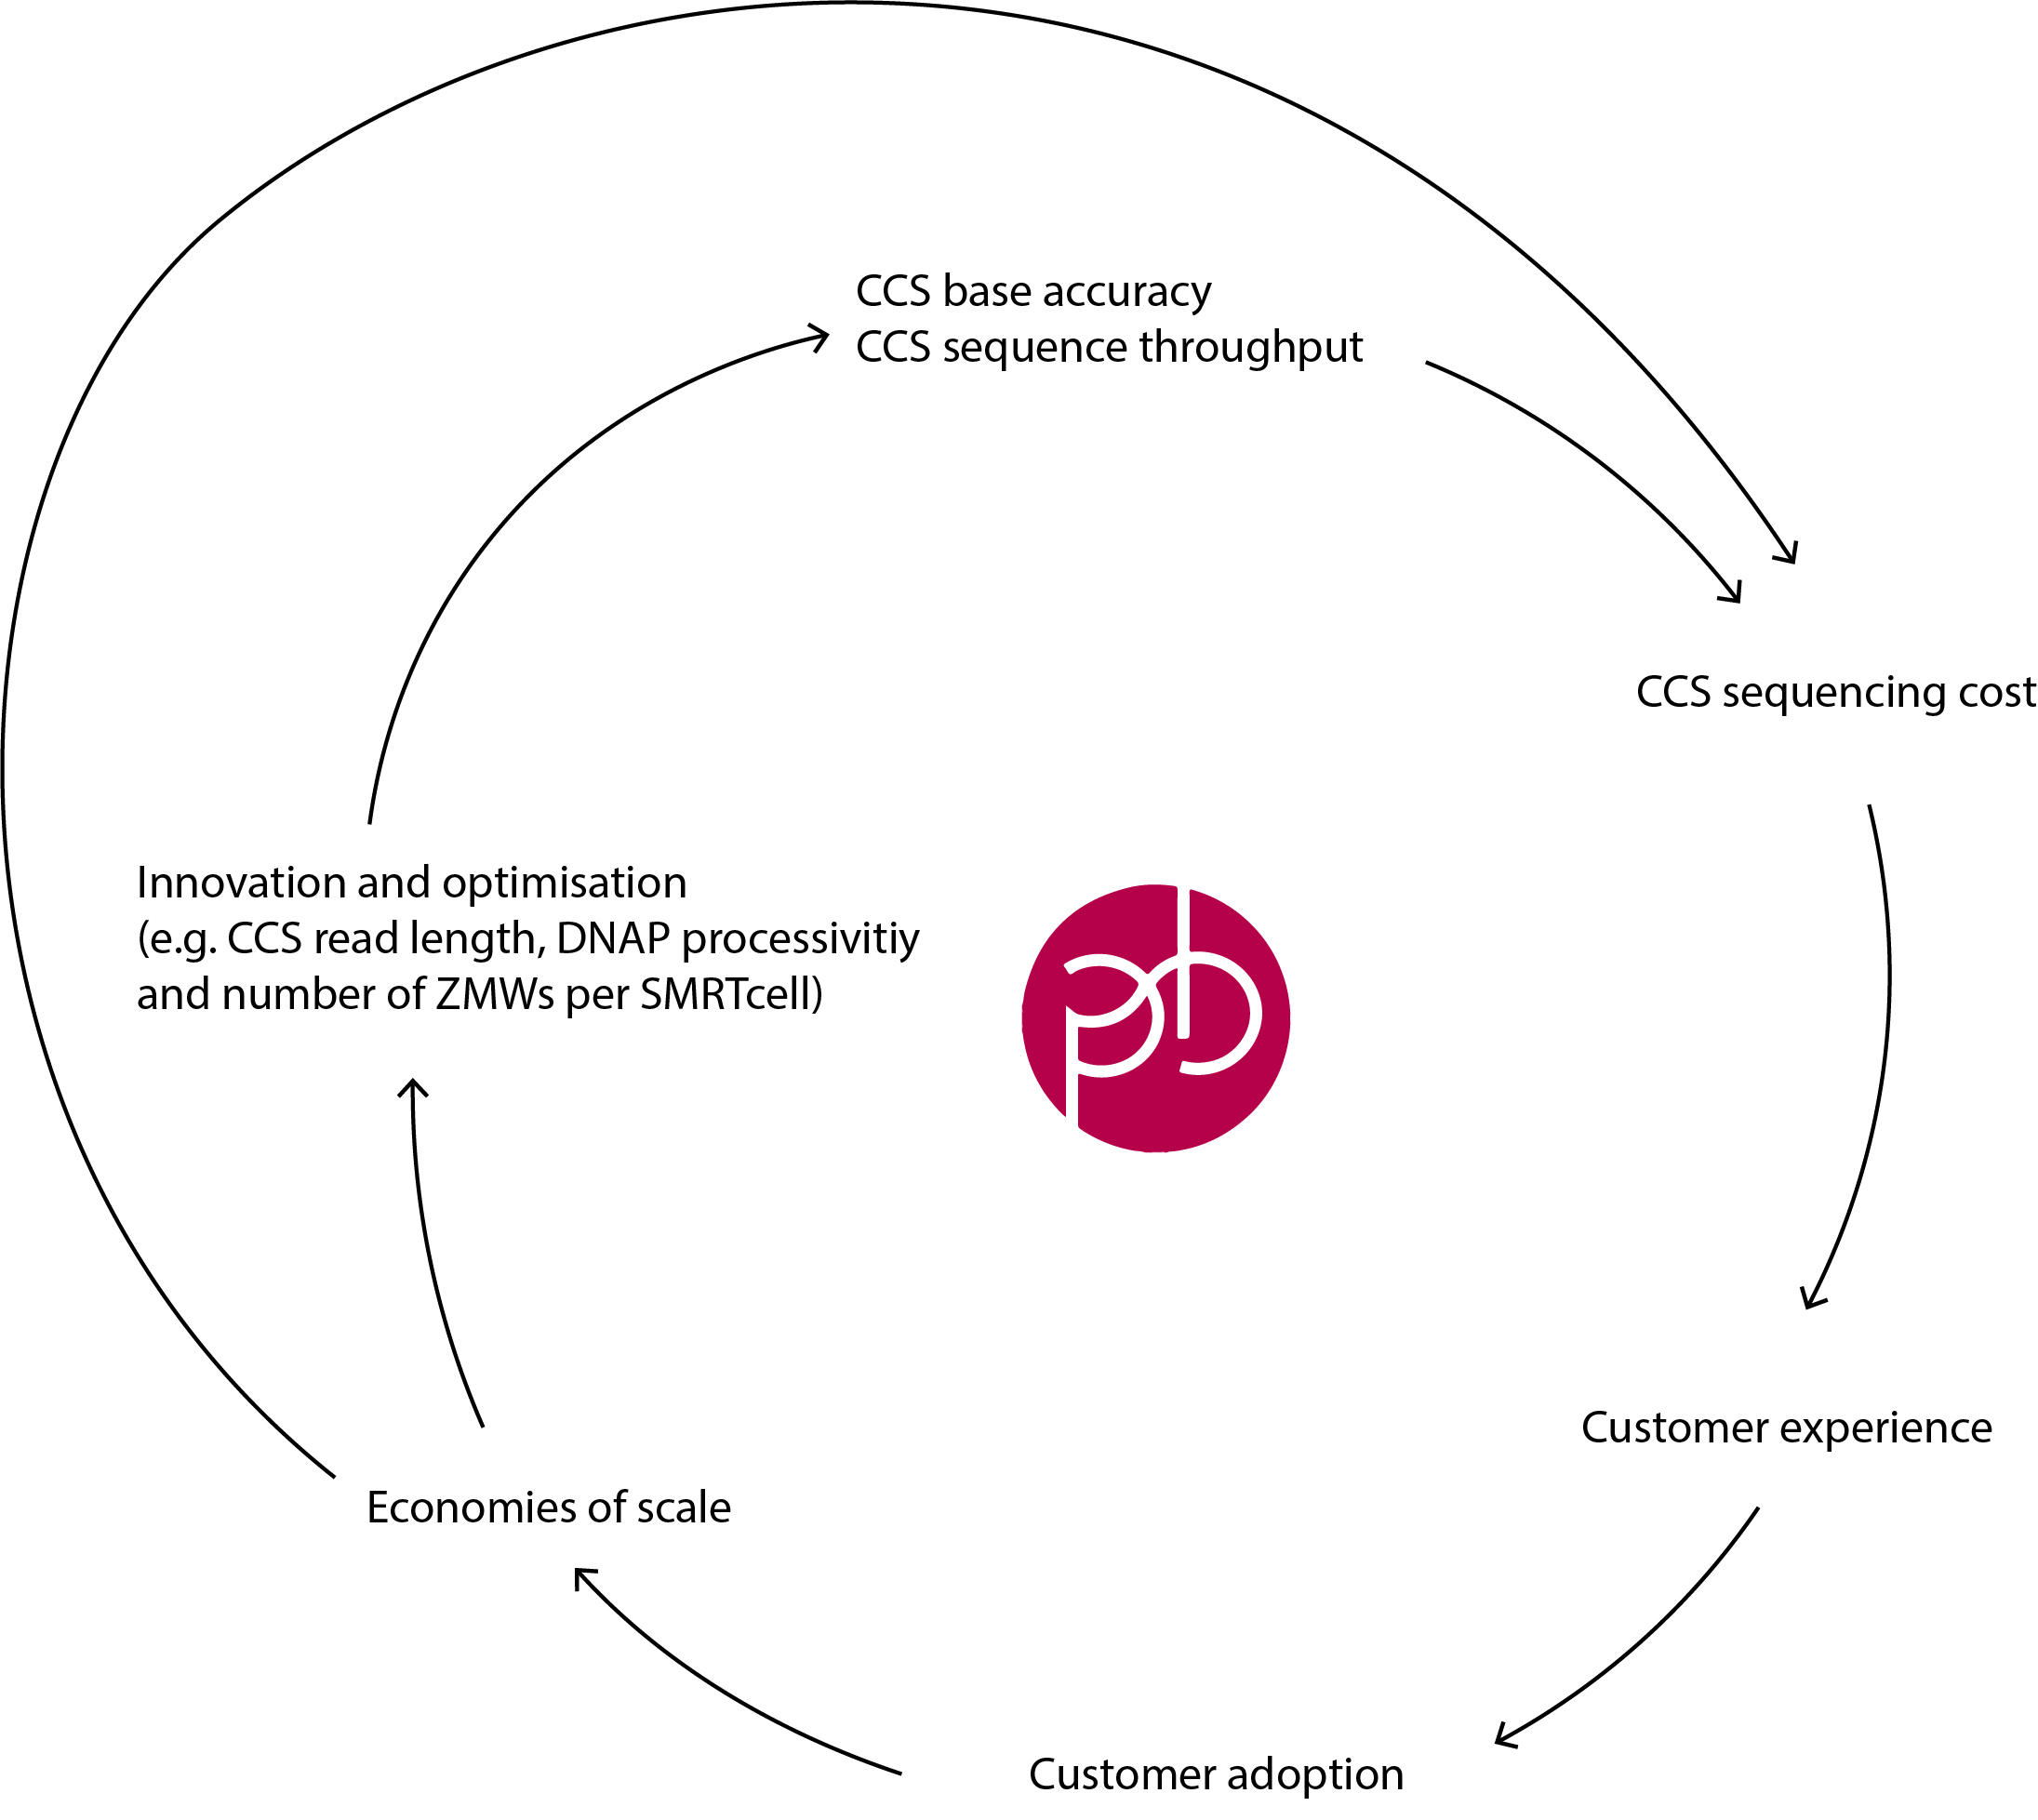 CCS base accuracy
CCS sequence throughput
CCS sequencing cost
Innovation and optimisation
(e.g. CCS read length, DNAP processivitiy
and number of ZMWs per SMRTcell)
pb
Customer experience
Economies of scale
Customer adoption